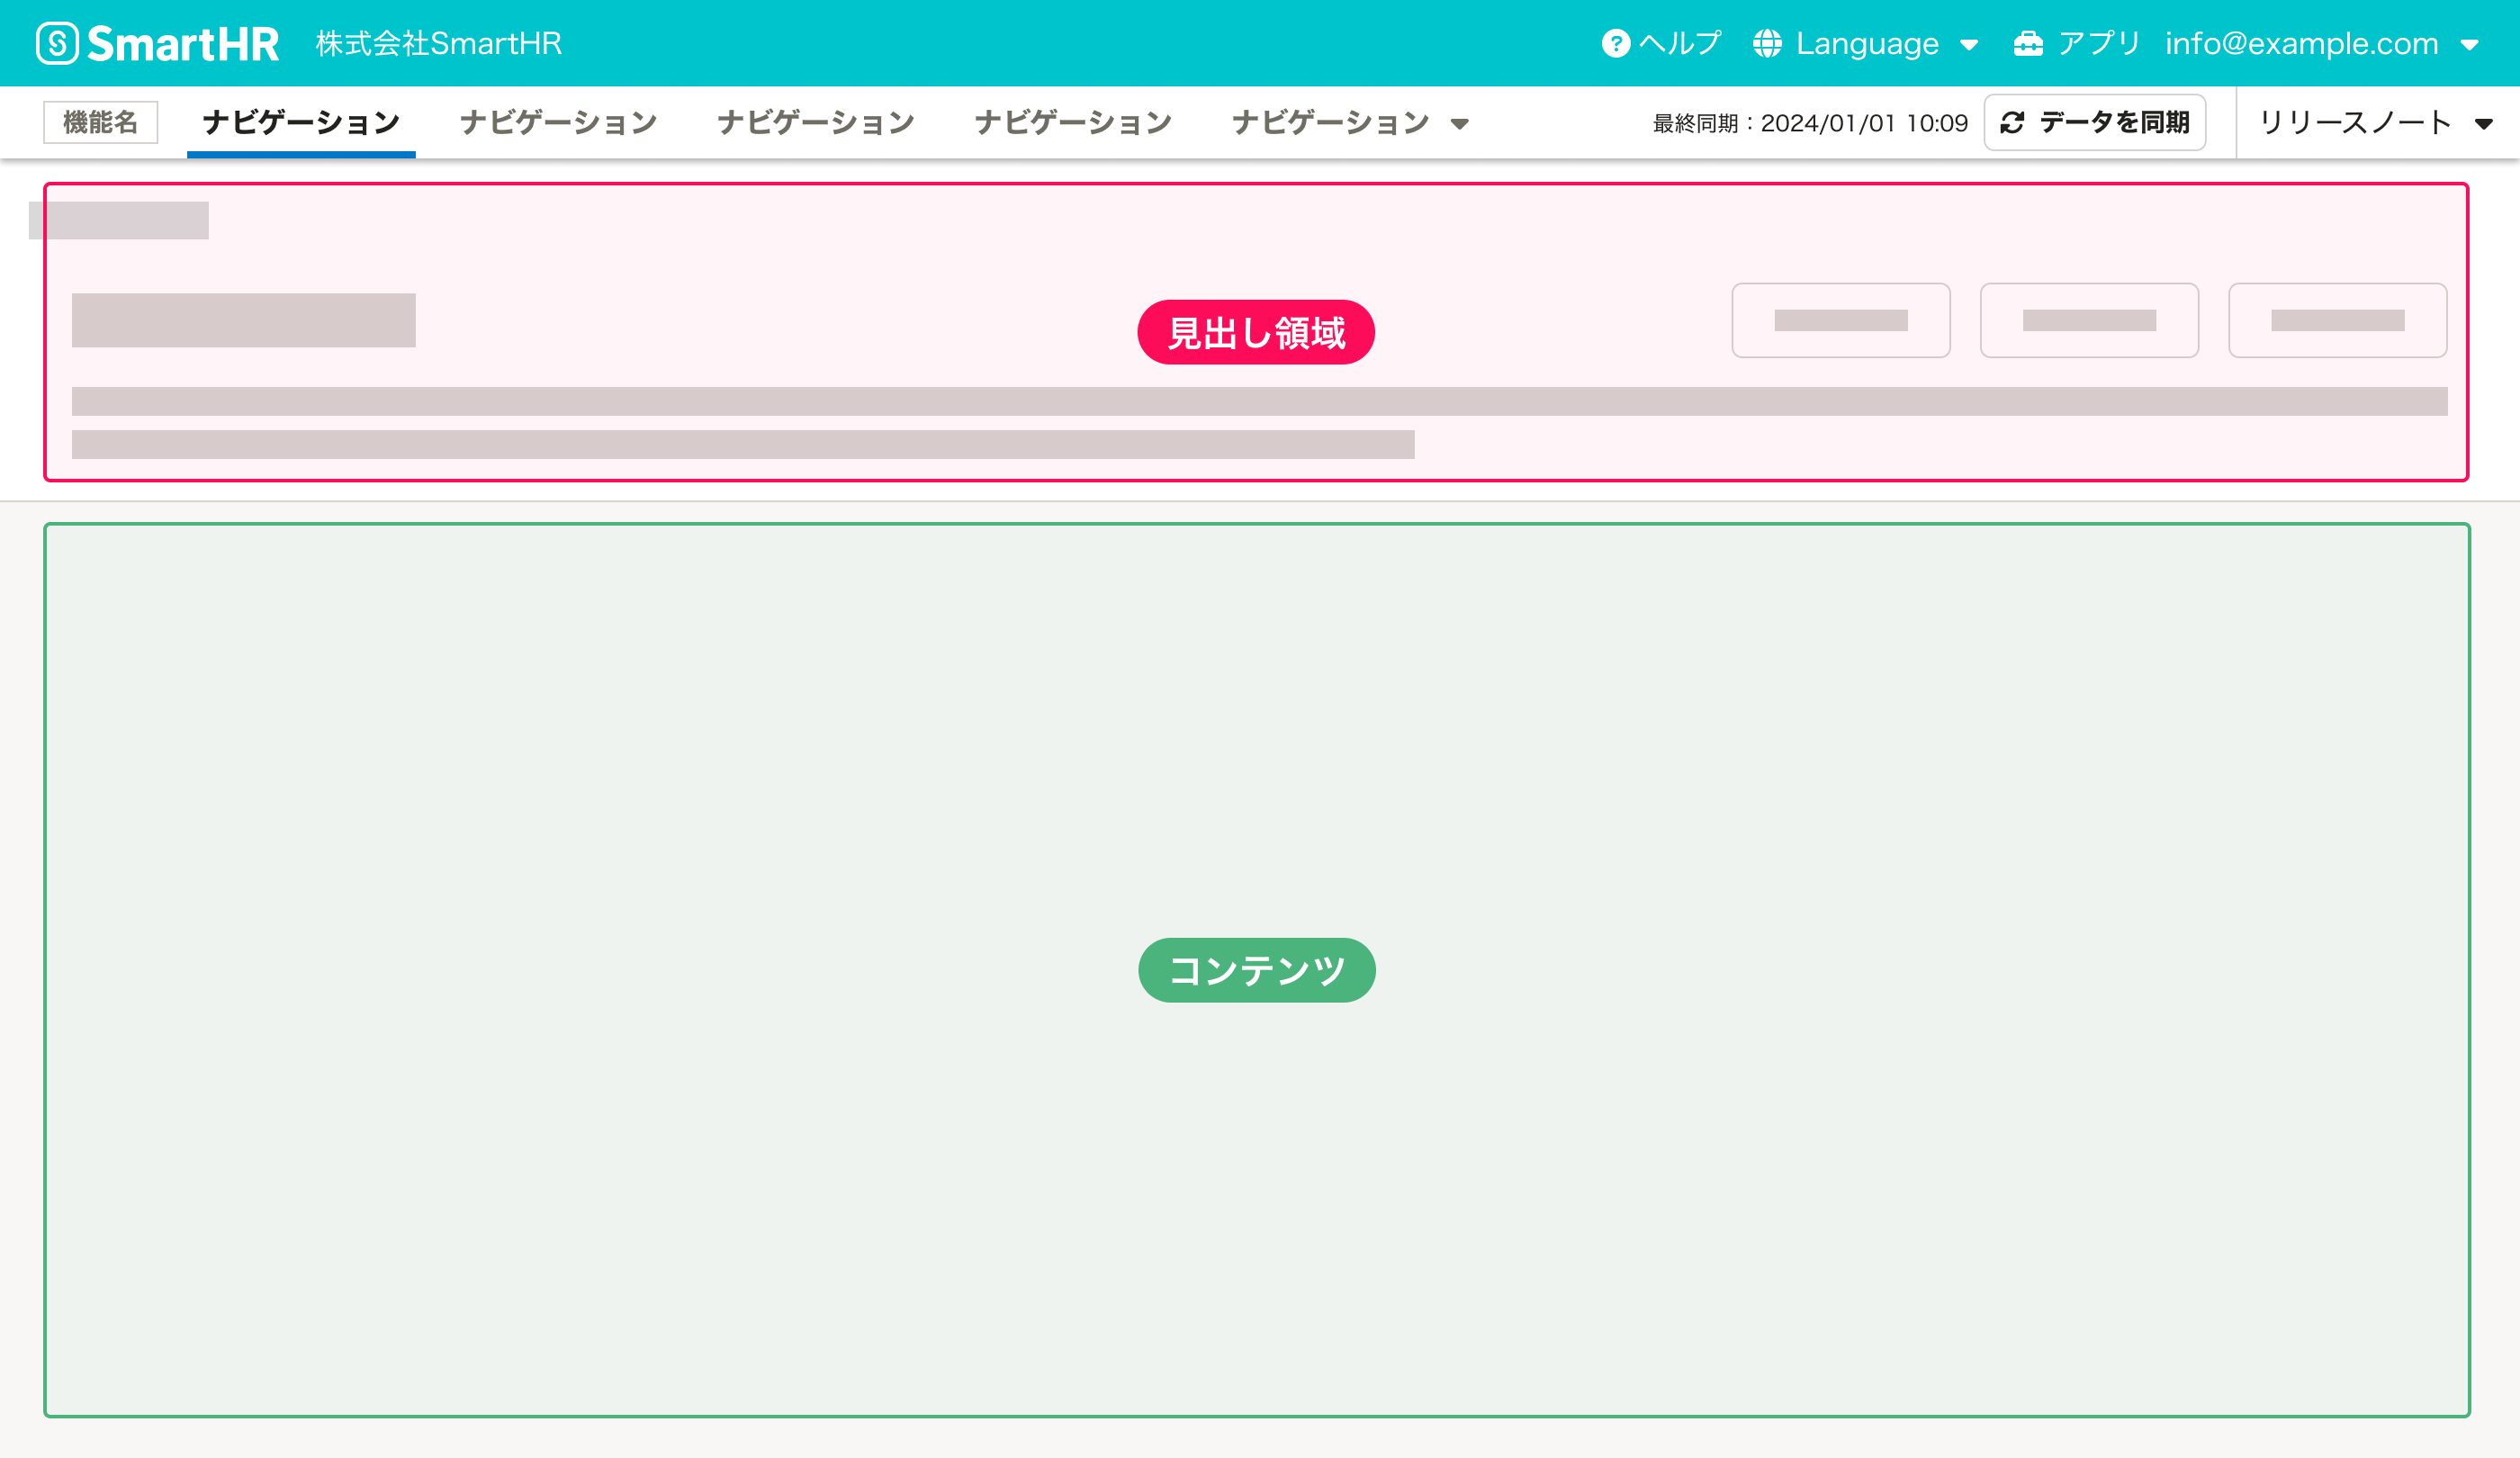 SmartHR 株式会社SmartHR ヘルプ Language アプリ info@example.com
機能名 ナビゲーション ナビゲーション ナビゲーション ナビゲーション ナビゲーション 最終同期：2024/01/01 10:09 データを同期 リリースノート
見出し領域
コンテンツ